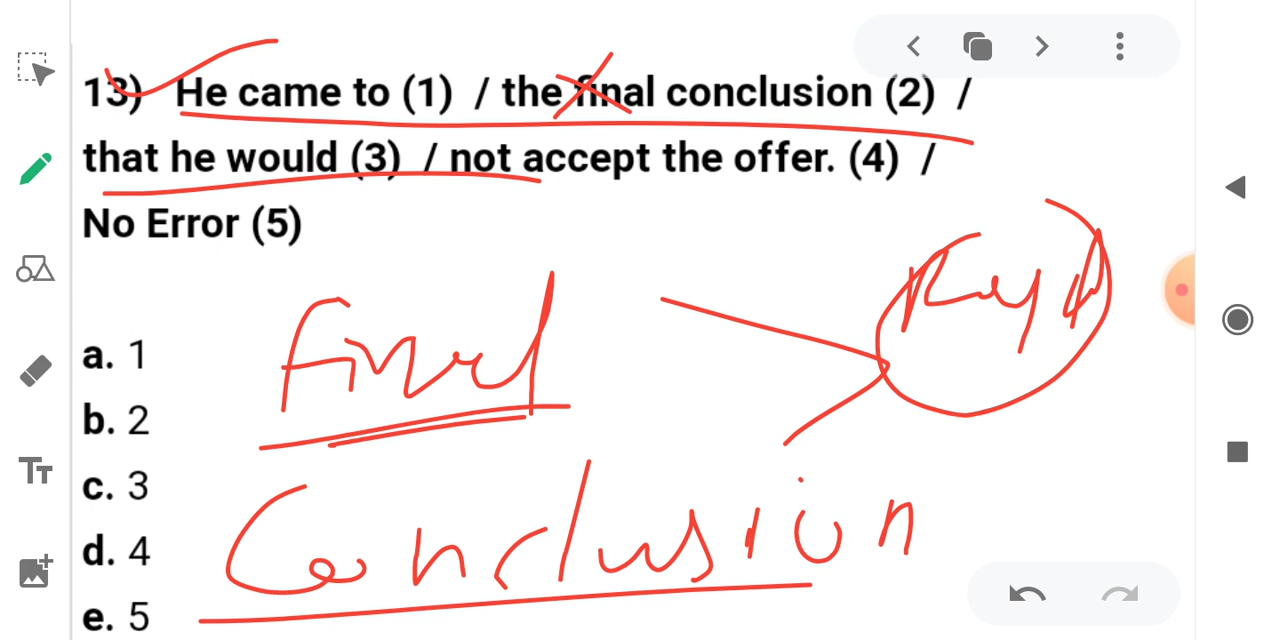 13) He came to (1) / the final conclusion (2) /
that he would (3) / not accept the offer. (4) /
No Error (5)
final
a. 1
b. 2
c. 3
Conclusion
d. 4
e. 5
Tт